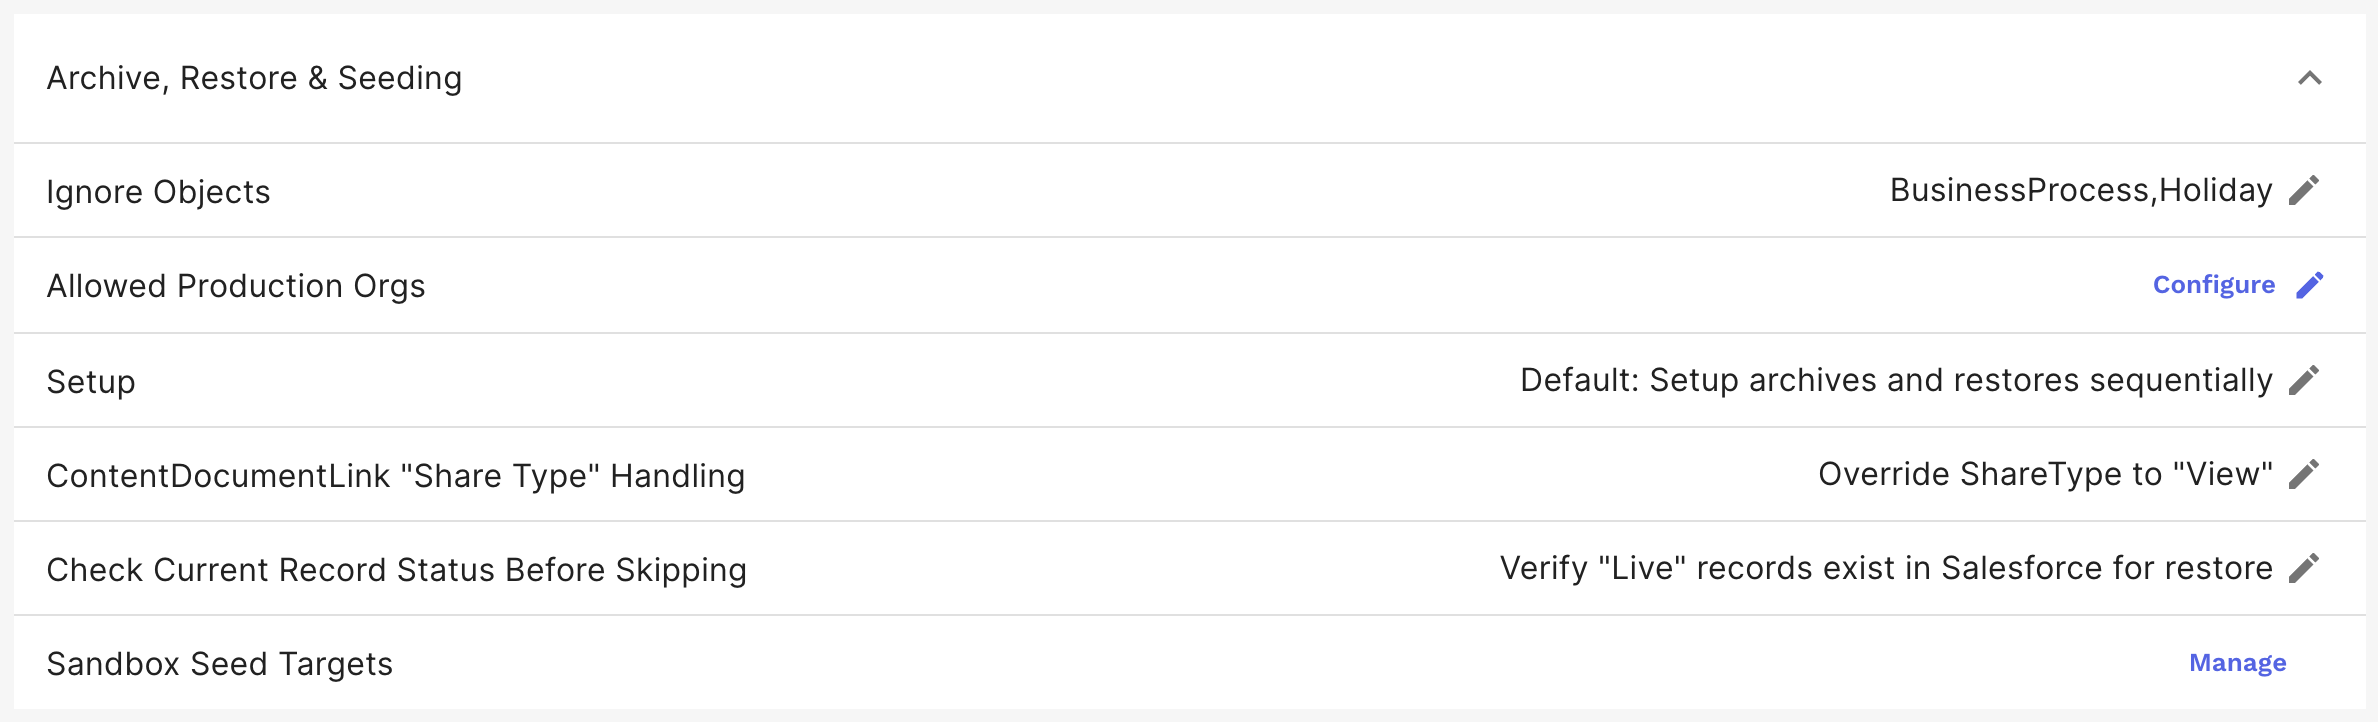 Archive, Restore & Seeding
Ignore Objects BusinessProcess,Holiday
Allowed Production Orgs Configure
Setup Default: Setup archives and restores sequentially
ContentDocumentLink "Share Type" Handling Override ShareType to "View"
Check Current Record Status Before Skipping Verify "Live" records exist in Salesforce for restore
Sandbox Seed Targets Manage